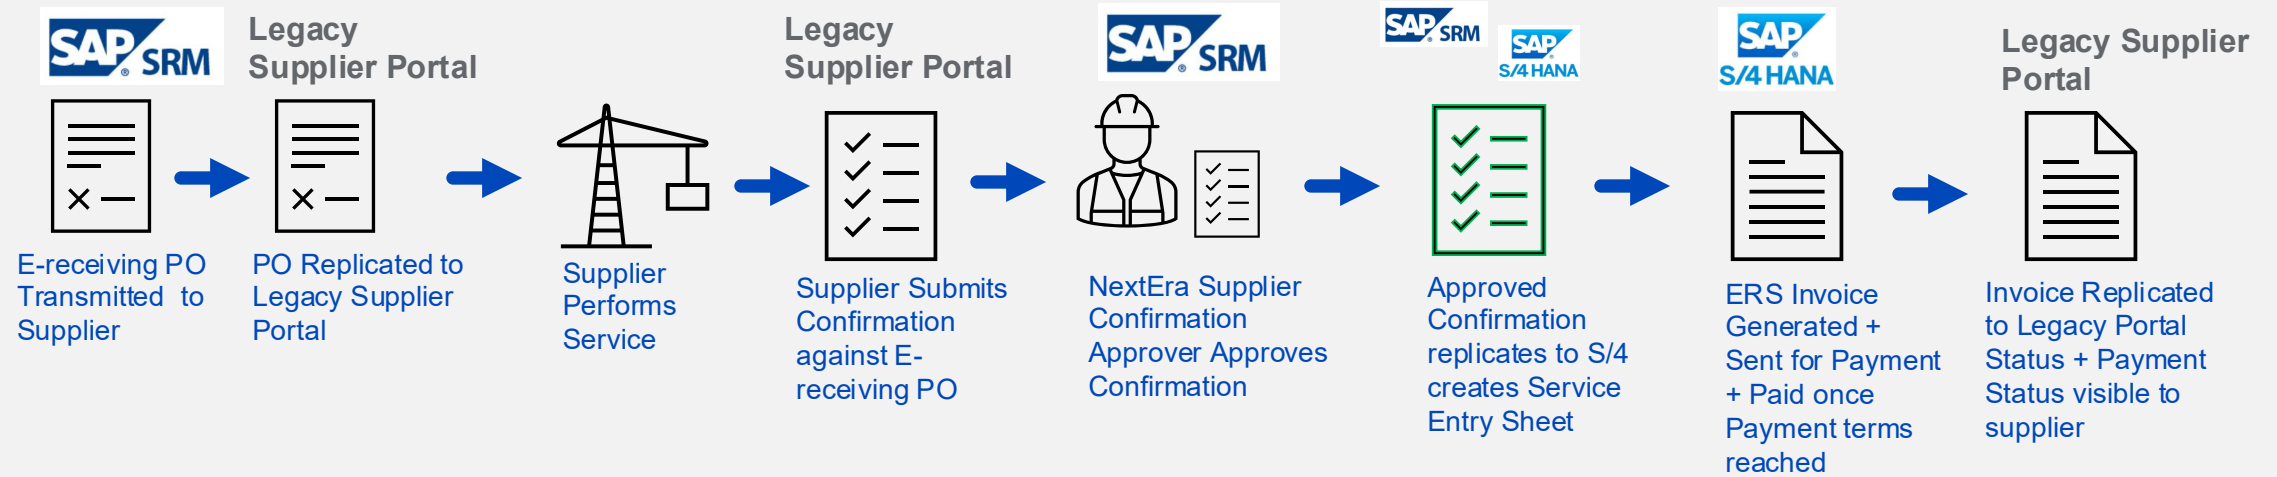 SAP SRM
E-receiving PO
Transmitted to
Supplier
Legacy
Supplier Portal
PO Replicated to
Legacy Supplier
Portal
Supplier
Performs
Service
Legacy
Supplier Portal
Supplier Submits
Confirmation
against E-
receiving PO
SAP SRM
NextEra Supplier
Confirmation
Approver Approves
Confirmation
SAP SRM
SAP
S/4 HANA
Approved
Confirmation
replicates to S/4
creates Service
Entry Sheet
SAP
S/4 HANA
ERS Invoice
Generated +
Sent for Payment
+ Paid once
Payment terms
reached
Legacy Supplier
Portal
Invoice Replicated
to Legacy Portal
Status + Payment
Status visible to
supplier